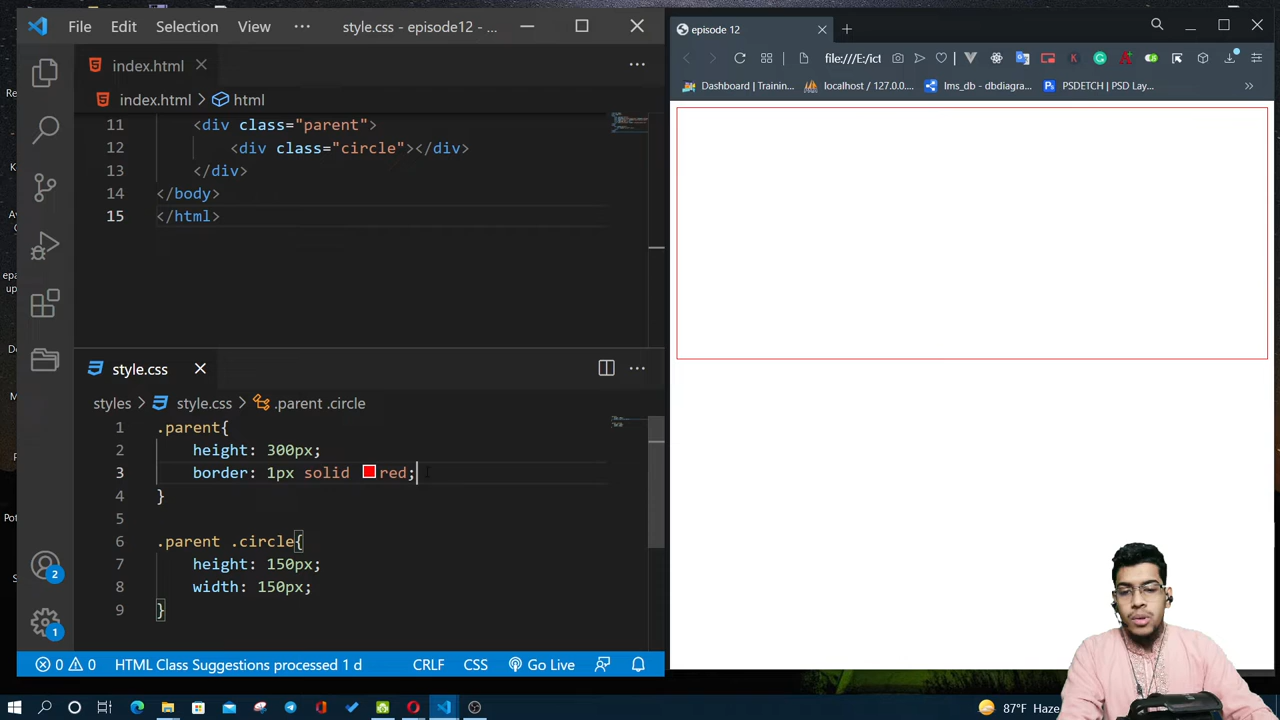 File Edit Selection View ··· style.css - episode12 - ...
index.html
index.html > html
11 <div class="parent">
12 <div class="circle"></div>
13 </div>
14 </body>
15 </html>
style.css
styles > style.css > .parent .circle
1 .parent{
2 height: 300px;
3 border: 1px solid red;
4 }
5
6 .parent .circle{
7 height: 150px;
8 width: 150px;
9 }
2
1
0 0 HTML Class Suggestions processed 1 d CRLF CSS Go Live
episode 12
file:///E:/ict
Dashboard | Trainin... localhost / 127.0.0.... lms_db - dbdiagra... PSDETCH | PSD Lay...
87°F Haze